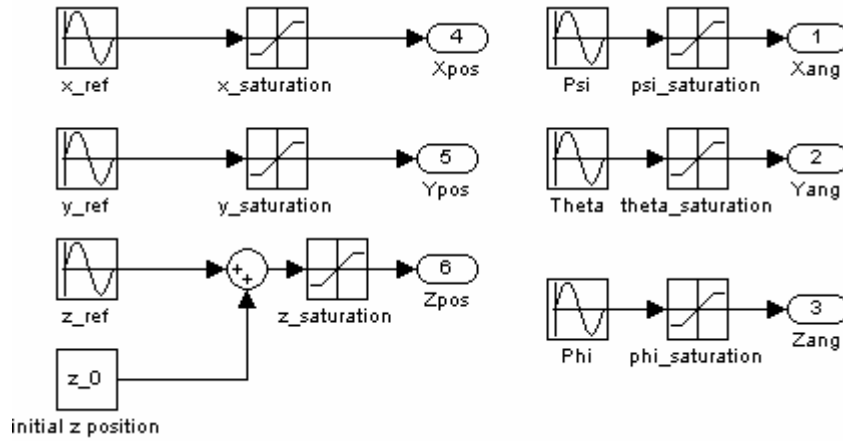 4
x_ref
x_saturation
Xpos
1
Psi
psi_saturation
Xang
5
y_ref
y_saturation
Ypos
2
Theta
theta_saturation
Yang
+
+
6
z_ref
z_saturation
Zpos
3
Phi
phi_saturation
Zang
z_0
initial z position